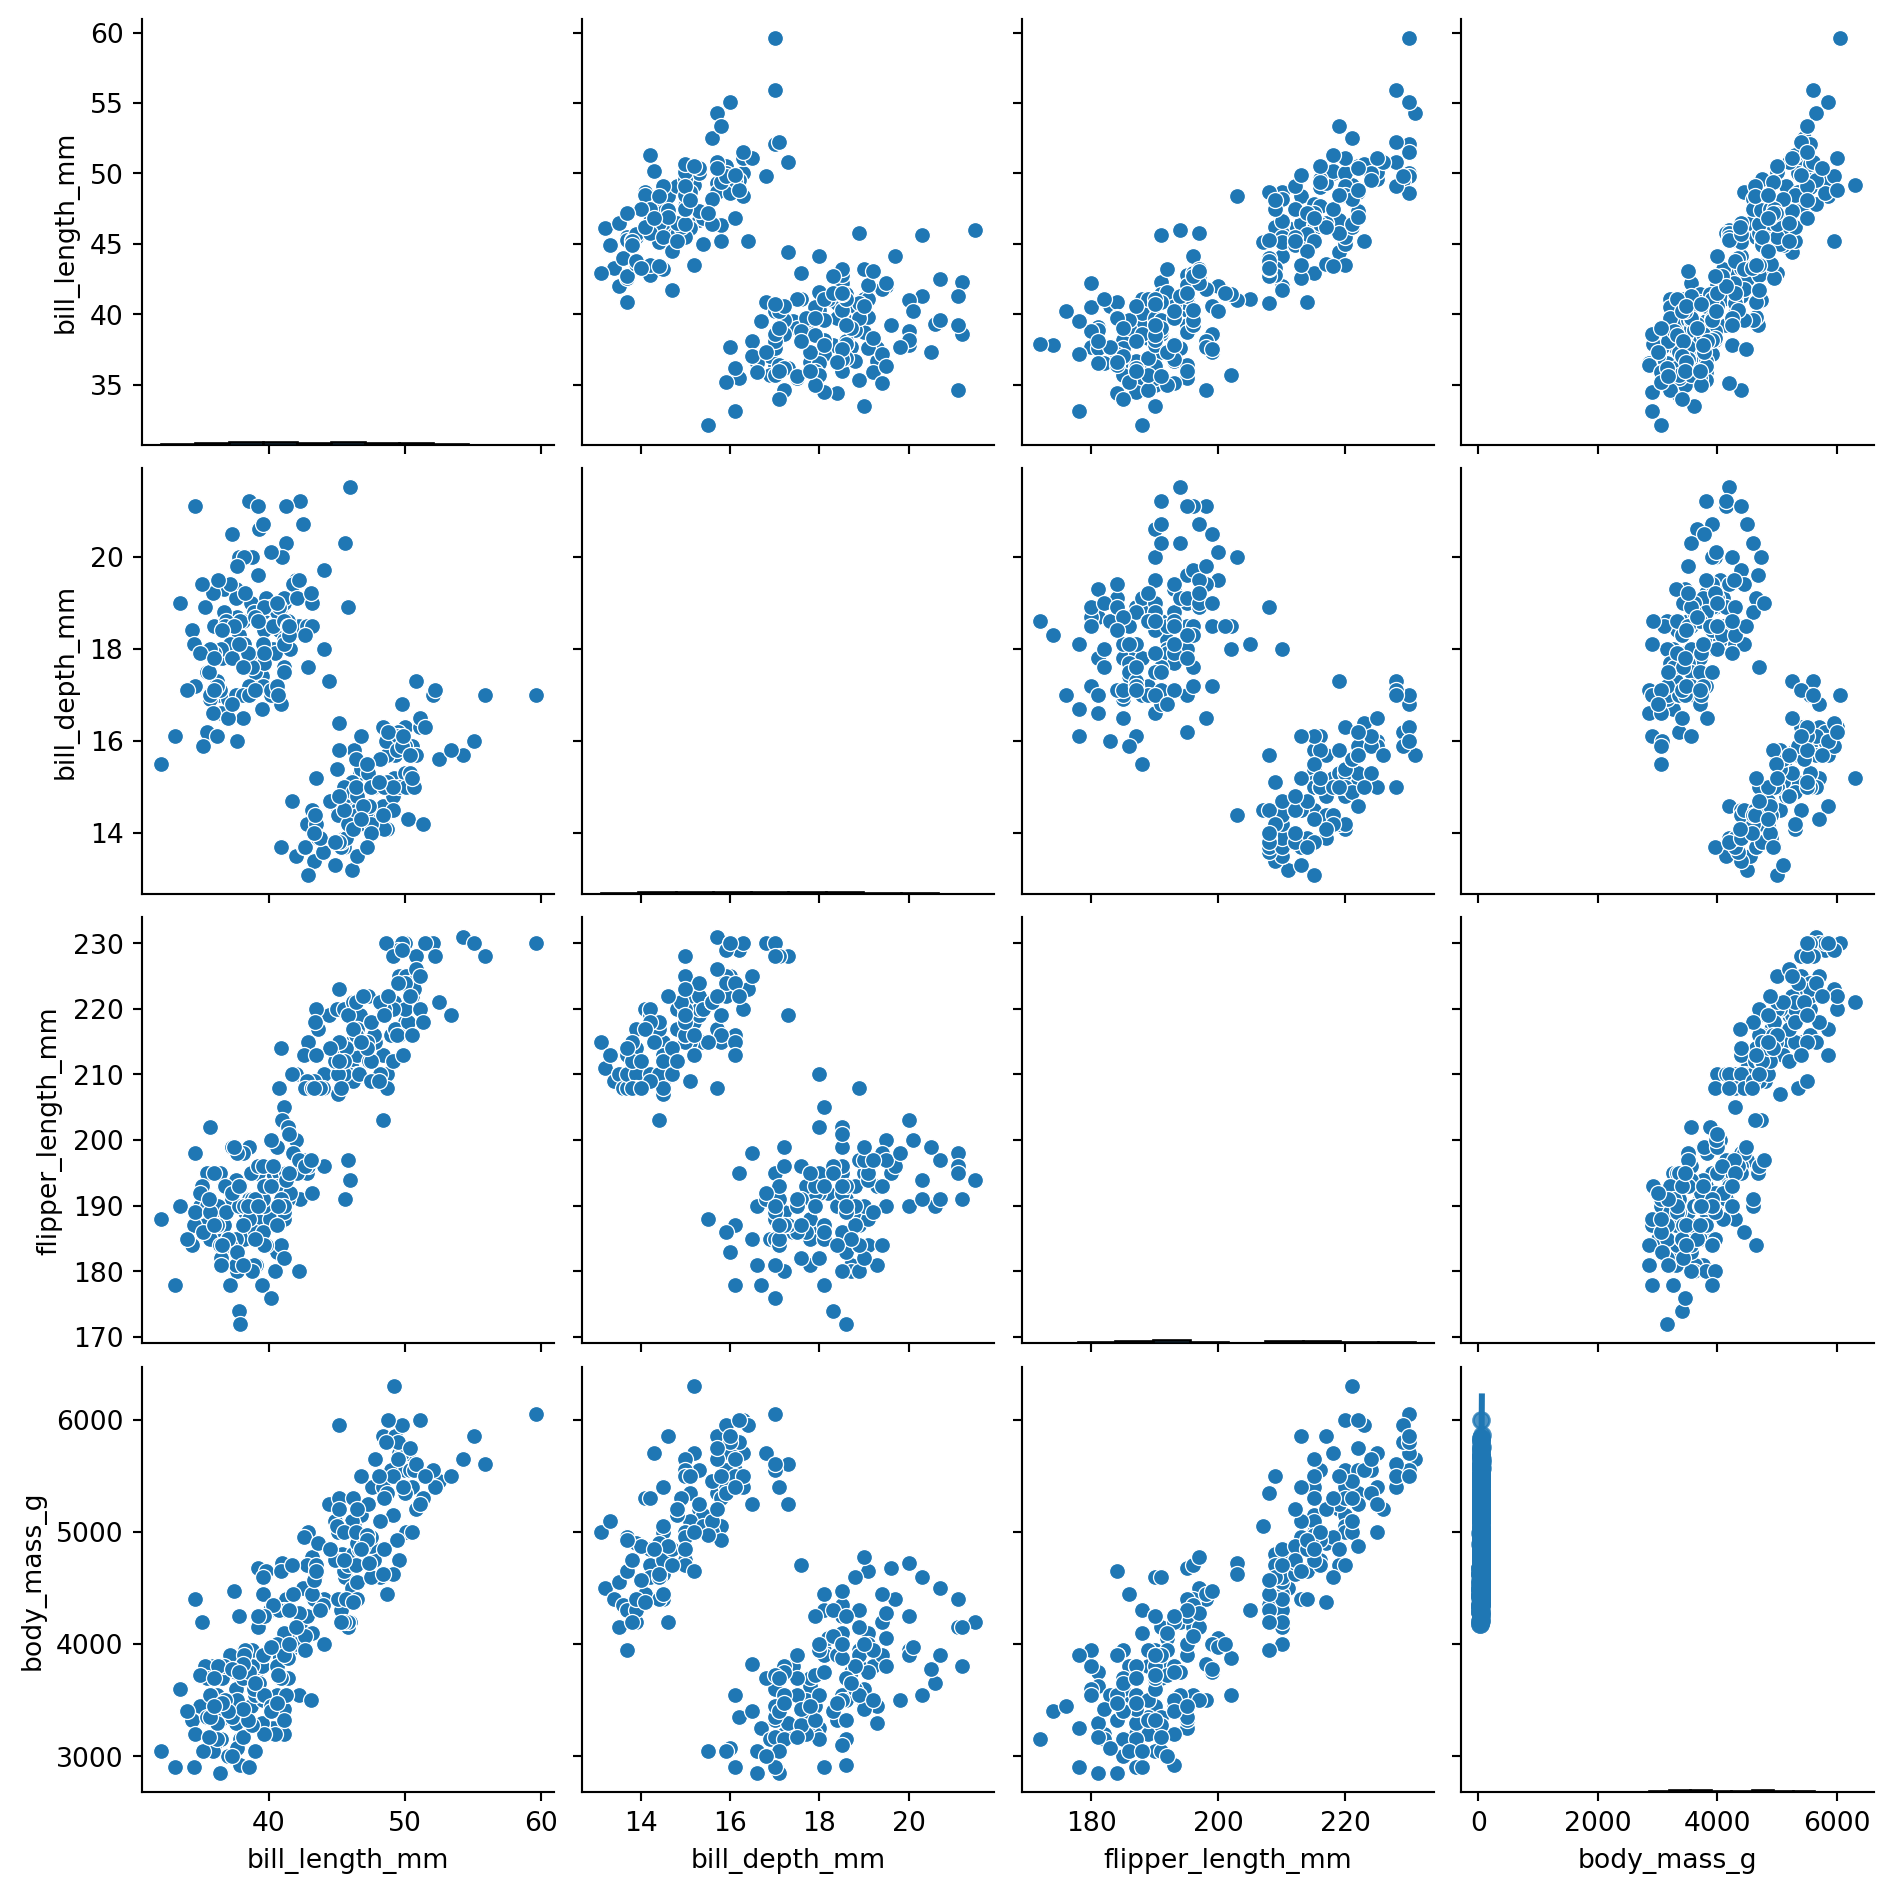 60
55
50
45
40
35
bill_length_mm
20
18
16
14
bill_depth_mm
230
220
210
200
190
180
170
flipper_length_mm
6000
5000
4000
3000
body_mass_g
40 50 60
14 16 18 20
180 200 220
0 2000 4000 6000
bill_length_mm
bill_depth_mm
flipper_length_mm
body_mass_g